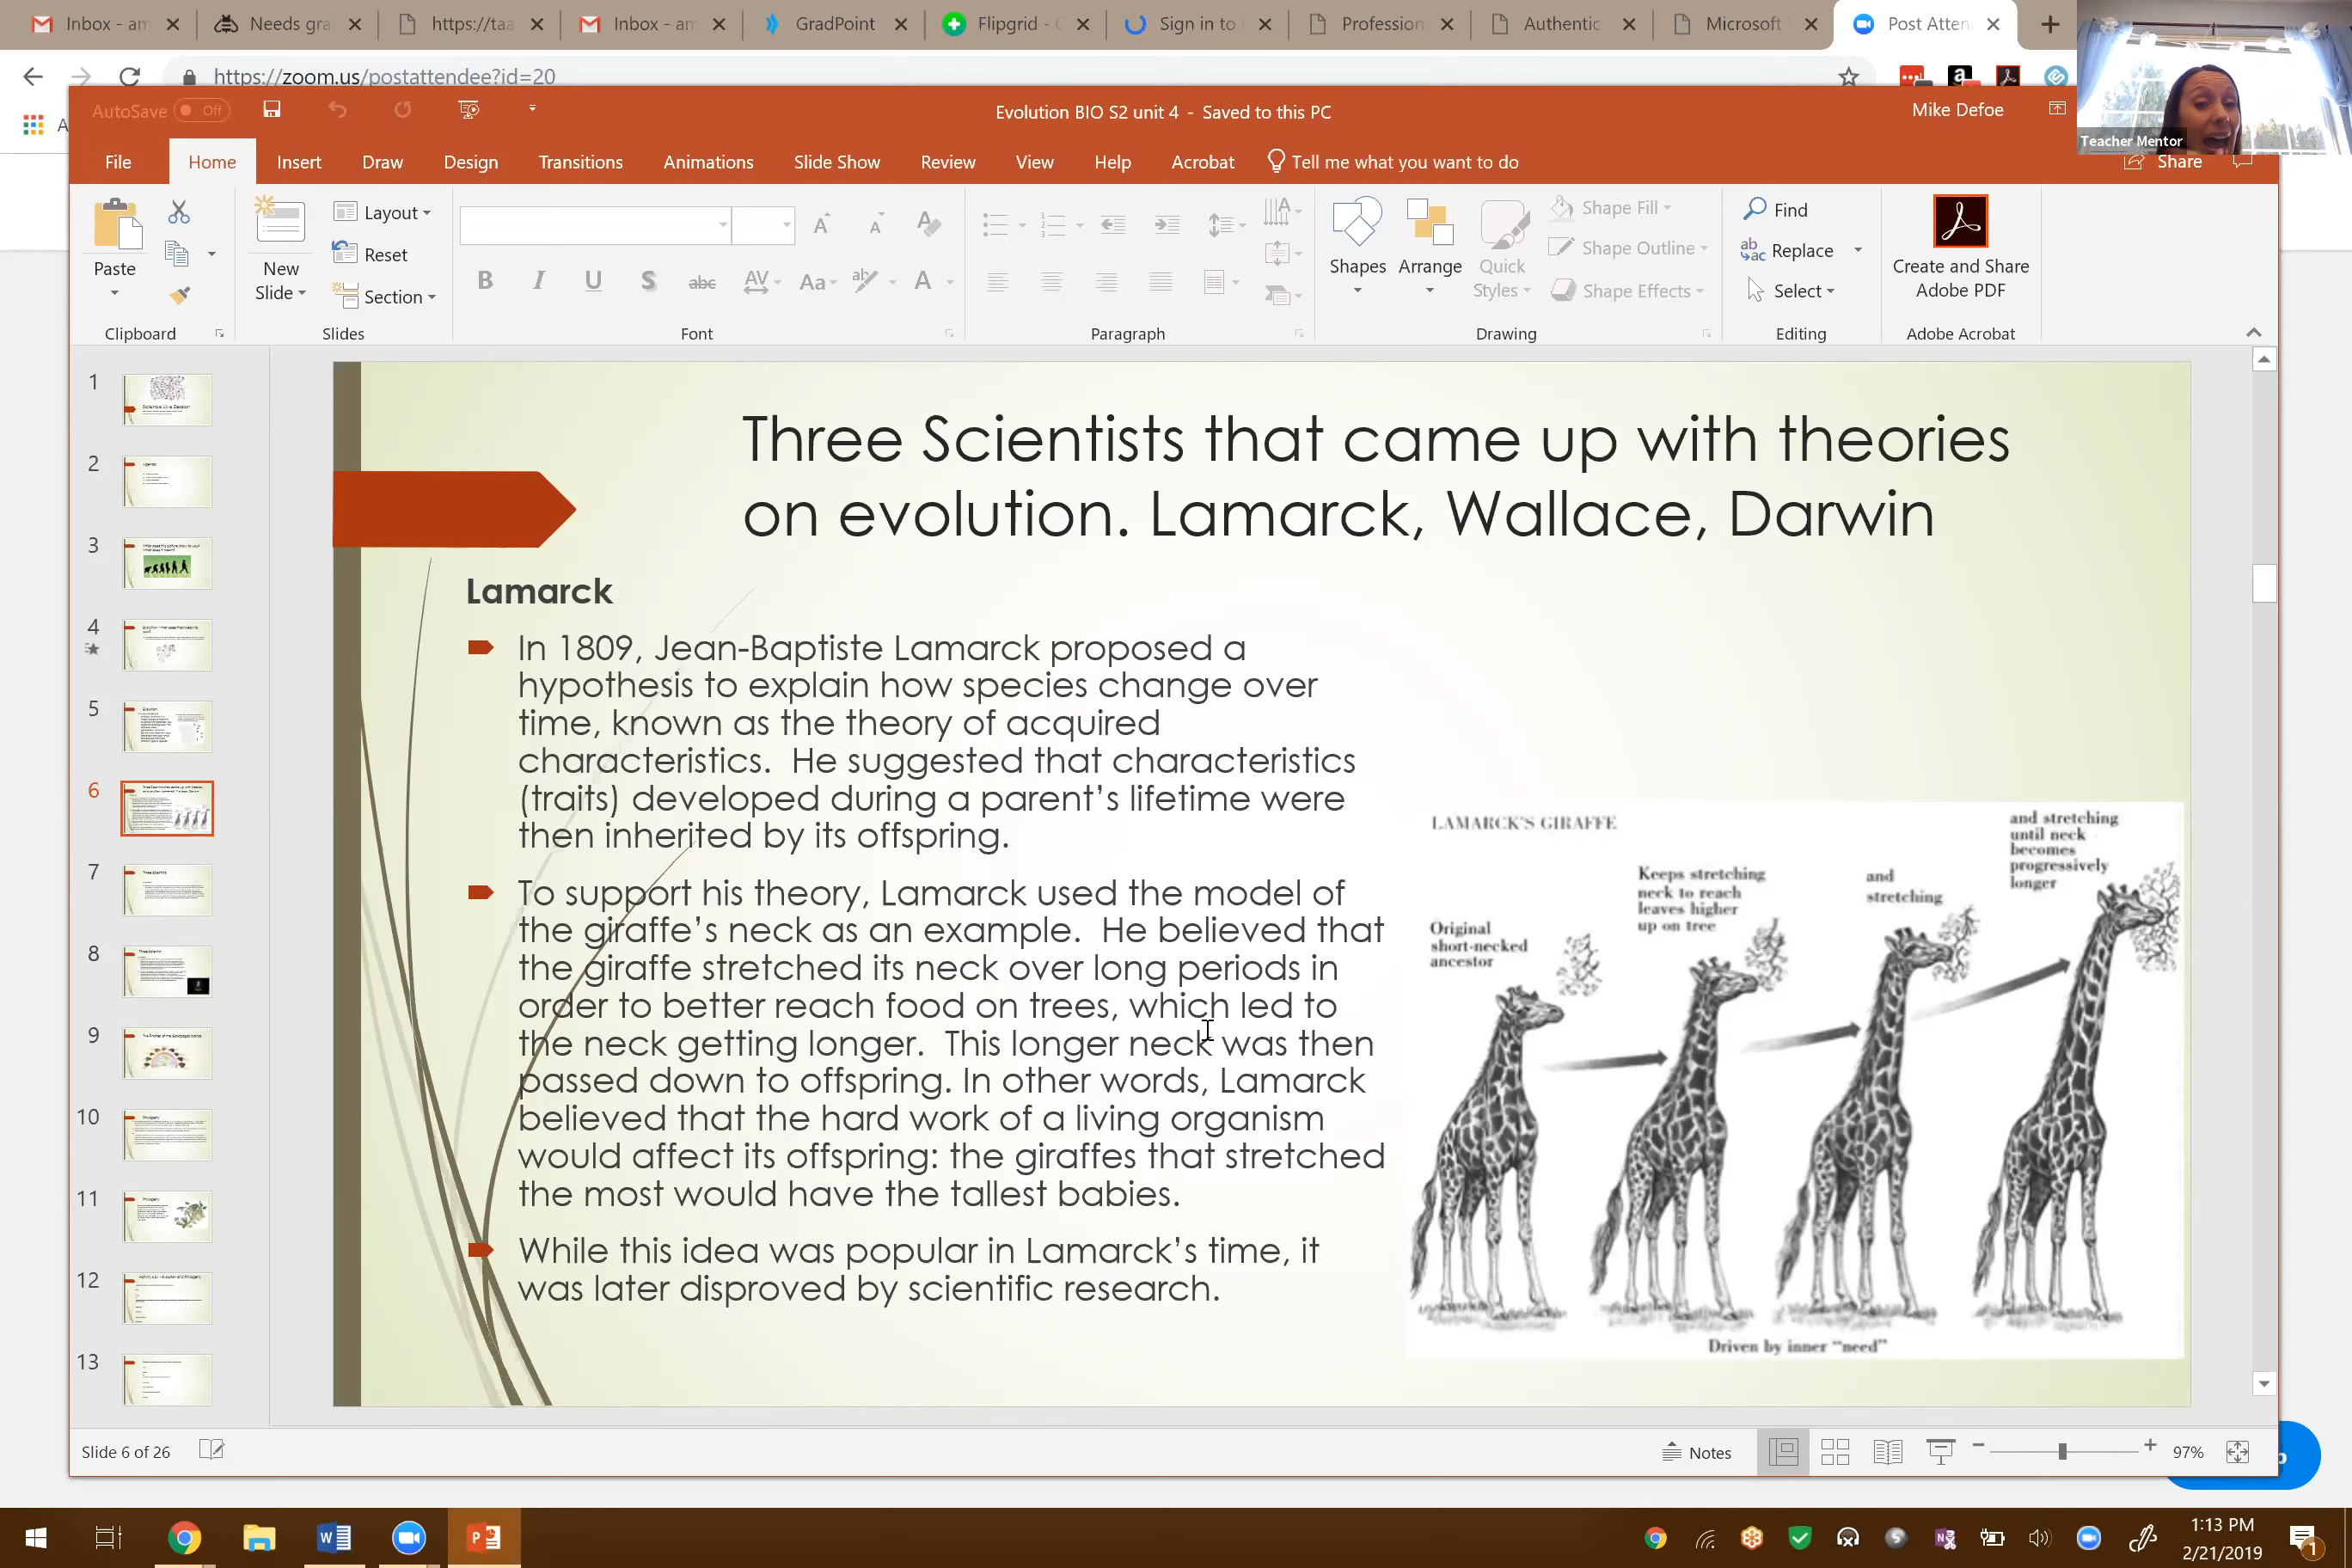 Inbox - am
Needs gra
https://taa
Inbox - am
GradPoint
Flipgrid - 
Sign in to
Profession
Authentic
Microsoft
Post Atten
https://zoom.us/postattendee?id=20
AutoSave Off
Evolution BIO S2 unit 4 - Saved to this PC
Mike Defoe
Teacher Mentor
File Home Insert Draw Design Transitions Animations Slide Show Review View Help Acrobat Tell me what you want to do
Share
Paste
Clipboard
New
Slide
Layout
Reset
Section
Slides
Font
Paragraph
Shapes
Arrange
Quick
Styles
Shape Fill
Shape Outline
Shape Effects
Drawing
Find
Replace
Select
Editing
Create and Share
Adobe PDF
Adobe Acrobat
1
2
3
4
5
6
7
8
9
10
11
12
13
Three Scientists that came up with theories
on evolution. Lamarck, Wallace, Darwin
Lamarck
In 1809, Jean-Baptiste Lamarck proposed a
hypothesis to explain how species change over
time, known as the theory of acquired
characteristics. He suggested that characteristics
(traits) developed during a parent's lifetime were
then inherited by its offspring.
To support his theory, Lamarck used the model of
the giraffe's neck as an example. He believed that
the giraffe stretched its neck over long periods in
order to better reach food on trees, which led to
the neck getting longer. This longer neck was then
passed down to offspring. In other words, Lamarck
believed that the hard work of a living organism
would affect its offspring: the giraffes that stretched
the most would have the tallest babies.
While this idea was popular in Lamarck's time, it
was later disproved by scientific research.
LAMARCK'S GIRAFFE
Original
short-necked
ancestor
Keeps stretching
neck to reach
leaves higher
up on tree
and
stretching
and stretching
until neck
becomes
progressively
longer
Driven by inner "need"
Slide 6 of 26
Notes
97%
1:13 PM
2/21/2019